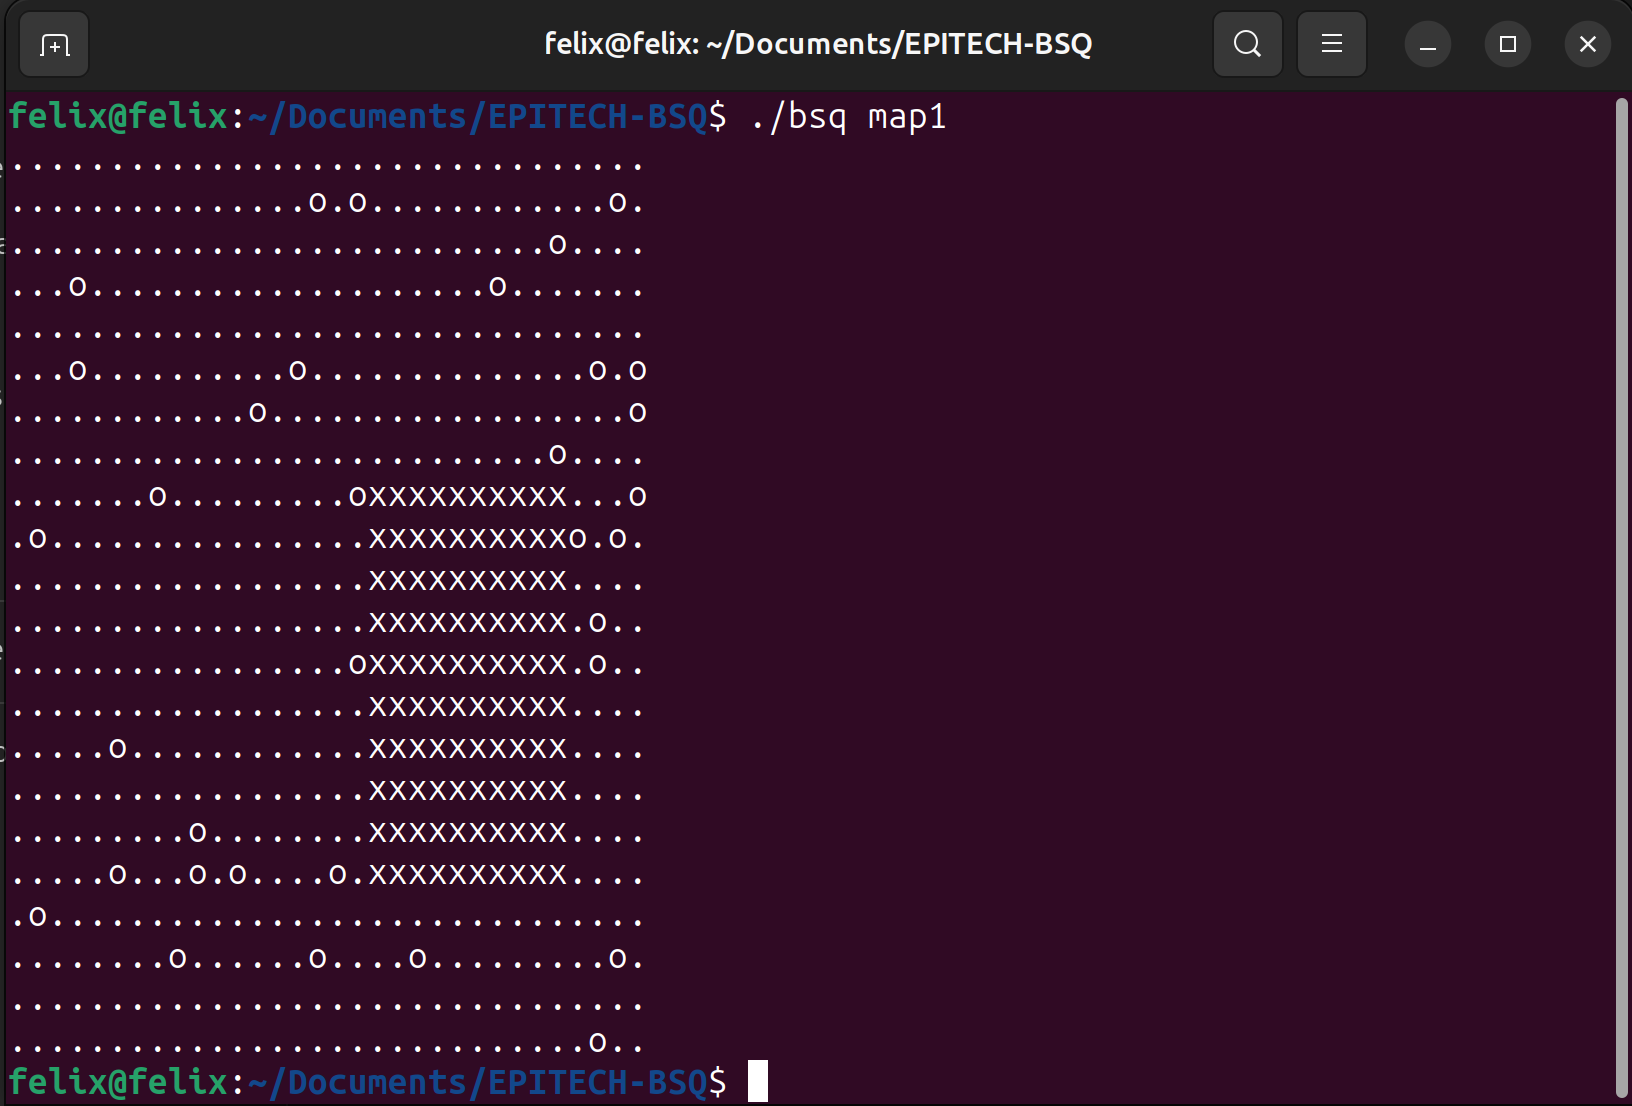 felix@felix: ~/Documents/EPITECH-BSQ
felix@felix:~/Documents/EPITECH-BSQ$ ./bsq map1
................................
...............o.o............o.
...........................o....
...o....................o.......
................................
...o..........o..............o.o
............o..................o
...........................o....
.......o.........oxxxxxxxxxx...o
.o................xxxxxxxxxxo.o.
..................xxxxxxxxxx....
..................xxxxxxxxxx.o..
.................oxxxxxxxxxx.o..
..................xxxxxxxxxx....
.....o............xxxxxxxxxx....
..................xxxxxxxxxx....
.........o........xxxxxxxxxx....
.....o...o.o....o.xxxxxxxxxx....
.o..............................
........o......o....o.........o.
................................
.............................o..
felix@felix:~/Documents/EPITECH-BSQ$